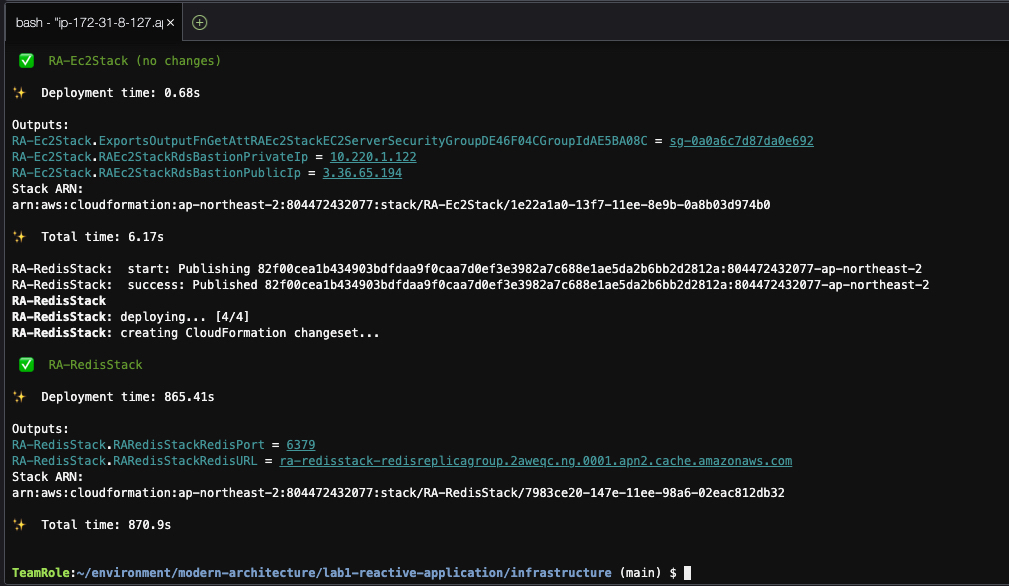 bash - "ip-172-31-8-127.ap ×
✅ RA-Ec2Stack (no changes)
✨ Deployment time: 0.68s
Outputs:
RA-Ec2Stack.ExportsOutputFnGetAttRAEc2StackEC2ServerSecurityGroupDE46F04CGroupIdAE5BA08C = sg-0a0a6c7d87da0e692
RA-Ec2Stack.RAEc2StackRdsBastionPrivateIp = 10.220.1.122
RA-Ec2Stack.RAEc2StackRdsBastionPublicIp = 3.36.65.194
Stack ARN:
arn:aws:cloudformation:ap-northeast-2:804472432077:stack/RA-Ec2Stack/1e22a1a0-13f7-11ee-8e9b-0a8b03d974b0
✨ Total time: 6.17s
RA-RedisStack:  start: Publishing 82f00cea1b434903bdfdaa9f0caa7d0ef3e3982a7c688e1ae5da2b6bb2d2812a:804472432077-ap-northeast-2
RA-RedisStack:  success: Published 82f00cea1b434903bdfdaa9f0caa7d0ef3e3982a7c688e1ae5da2b6bb2d2812a:804472432077-ap-northeast-2
RA-RedisStack
RA-RedisStack: deploying... [4/4]
RA-RedisStack: creating CloudFormation changeset...
✅ RA-RedisStack
✨ Deployment time: 865.41s
Outputs:
RA-RedisStack.RARedisStackRedisPort = 6379
RA-RedisStack.RARedisStackRedisURL = ra-redisstack-redisreplicagroup.2aweqc.ng.0001.apn2.cache.amazonaws.com
Stack ARN:
arn:aws:cloudformation:ap-northeast-2:804472432077:stack/RA-RedisStack/7983ce20-147e-11ee-98a6-02eac812db32
✨ Total time: 870.9s
TeamRole:~/environment/modern-architecture/lab1-reactive-application/infrastructure (main) $